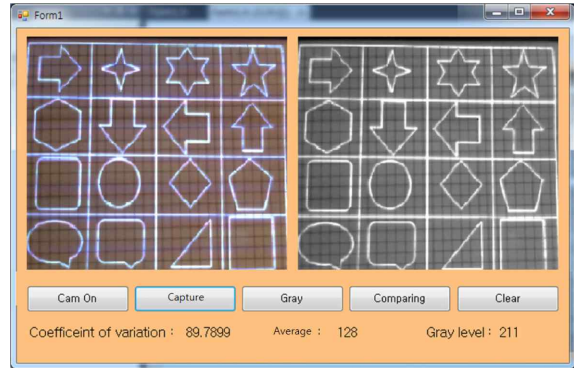 Form1
Cam On Capture Gray Comparing Clear
Coefficeint of variation : 89.7899 Average : 128 Gray level : 211